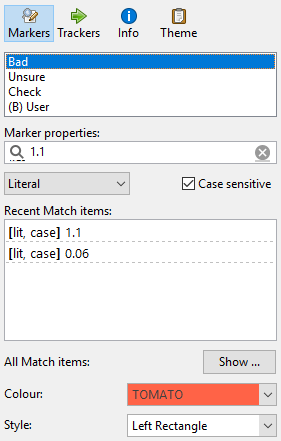 Markers Trackers Info Theme
Bad
Unsure
Check
(B) User
Marker properties:
1.1
Literal Case sensitive
Recent Match items:
[lit, case] 1.1
[lit, case] 0.06
All Match items: Show ...
Colour: TOMATO
Style: Left Rectangle